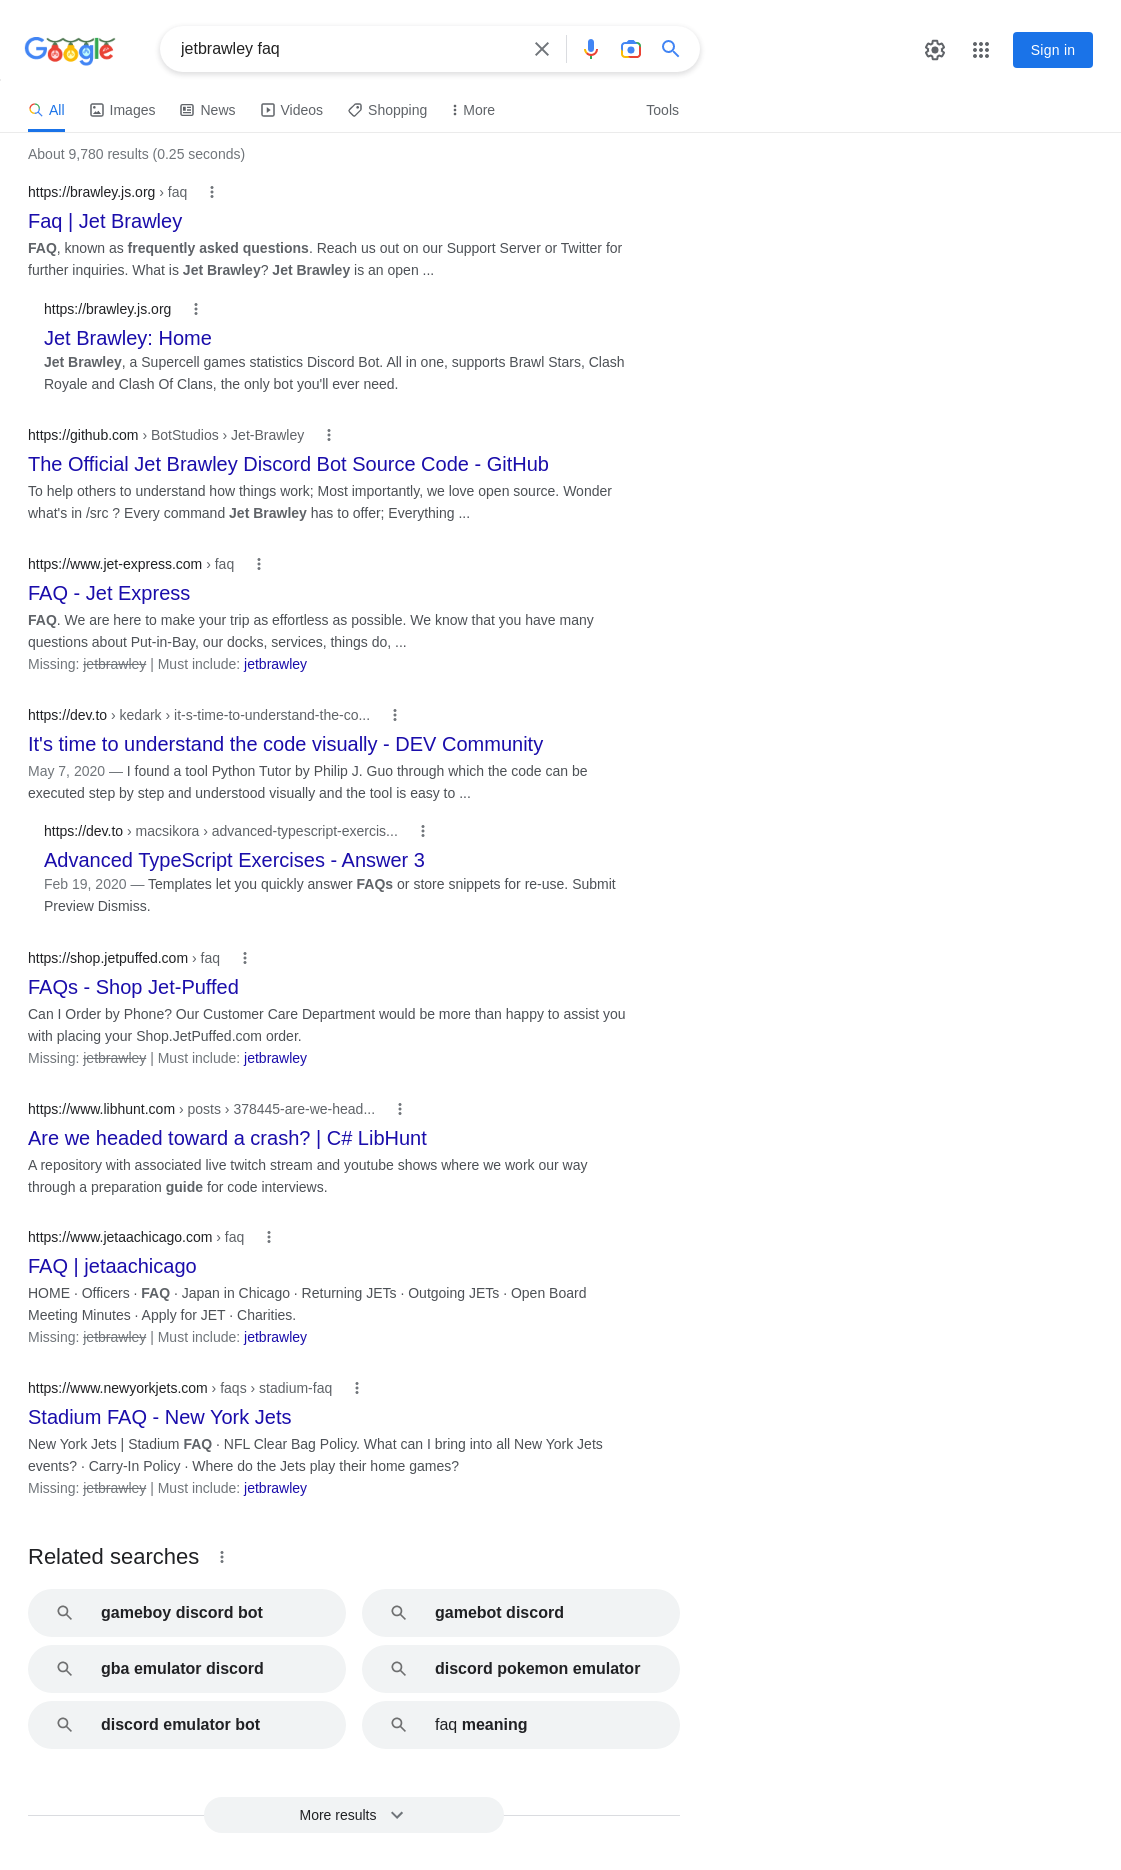 Google
jetbrawley faq
Sign in
All
Images
News
Videos
Shopping
More
Tools
About 9,780 results (0.25 seconds)
https://brawley.js.org › faq
Faq | Jet Brawley
FAQ, known as frequently asked questions. Reach us out on our Support Server or Twitter for
further inquiries. What is Jet Brawley? Jet Brawley is an open ...
https://brawley.js.org
Jet Brawley: Home
Jet Brawley, a Supercell games statistics Discord Bot. All in one, supports Brawl Stars, Clash
Royale and Clash Of Clans, the only bot you'll ever need.
https://github.com › BotStudios › Jet-Brawley
The Official Jet Brawley Discord Bot Source Code - GitHub
To help others to understand how things work; Most importantly, we love open source. Wonder
what's in /src ? Every command Jet Brawley has to offer; Everything ...
https://www.jet-express.com › faq
FAQ - Jet Express
FAQ. We are here to make your trip as effortless as possible. We know that you have many
questions about Put-in-Bay, our docks, services, things do, ...
Missing: jetbrawley | Must include: jetbrawley
https://dev.to › kedark › it-s-time-to-understand-the-co...
It's time to understand the code visually - DEV Community
May 7, 2020 — I found a tool Python Tutor by Philip J. Guo through which the code can be
executed step by step and understood visually and the tool is easy to ...
https://dev.to › macsikora › advanced-typescript-exercis...
Advanced TypeScript Exercises - Answer 3
Feb 19, 2020 — Templates let you quickly answer FAQs or store snippets for re-use. Submit
Preview Dismiss.
https://shop.jetpuffed.com › faq
FAQs - Shop Jet-Puffed
Can I Order by Phone? Our Customer Care Department would be more than happy to assist you
with placing your Shop.JetPuffed.com order.
Missing: jetbrawley | Must include: jetbrawley
https://www.libhunt.com › posts › 378445-are-we-head...
Are we headed toward a crash? | C# LibHunt
A repository with associated live twitch stream and youtube shows where we work our way
through a preparation guide for code interviews.
https://www.jetaachicago.com › faq
FAQ | jetaachicago
HOME · Officers · FAQ · Japan in Chicago · Returning JETs · Outgoing JETs · Open Board
Meeting Minutes · Apply for JET · Charities.
Missing: jetbrawley | Must include: jetbrawley
https://www.newyorkjets.com › faqs › stadium-faq
Stadium FAQ - New York Jets
New York Jets | Stadium FAQ · NFL Clear Bag Policy. What can I bring into all New York Jets
events? · Carry-In Policy · Where do the Jets play their home games?
Missing: jetbrawley | Must include: jetbrawley
Related searches
gameboy discord bot
gamebot discord
gba emulator discord
discord pokemon emulator
discord emulator bot
faq meaning
More results